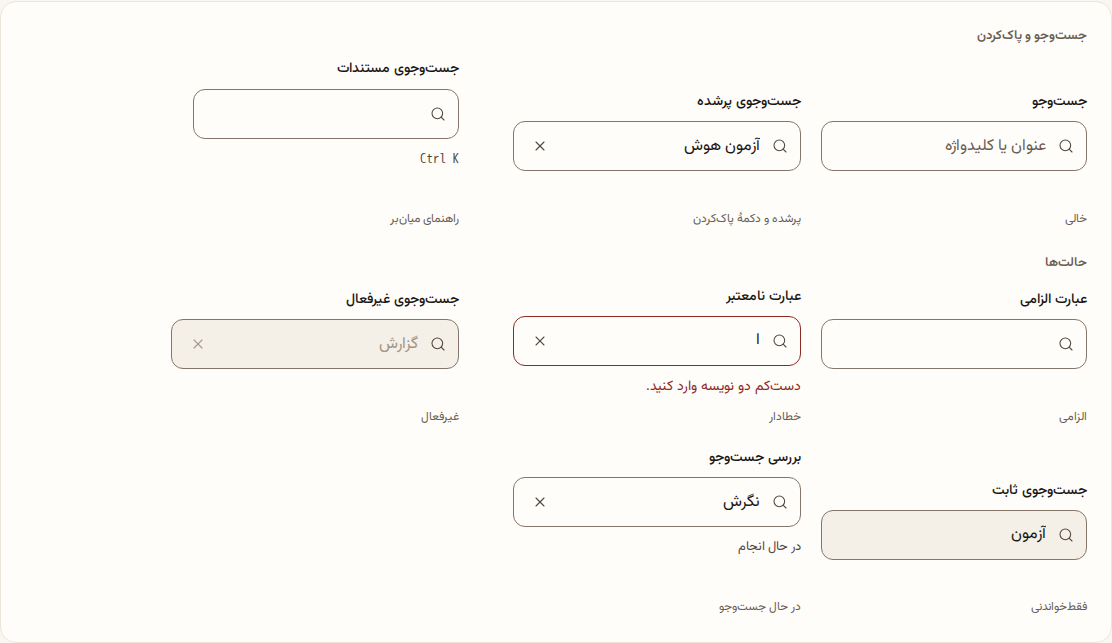 جست‌وجو و پاک‌کردن
جست‌وجو
عنوان یا کلیدواژه
خالی
جست‌وجوی پرشده
آزمون هوش
پرشده و دکمهٔ پاک‌کردن
جست‌وجوی مستندات
Ctrl K
راهنمای میان‌بر
حالت‌ها
عبارت الزامی
الزامی
عبارت نامعتبر
ا
دست‌کم دو نویسه وارد کنید.
خطادار
جست‌وجوی غیرفعال
گزارش
غیرفعال
جست‌وجوی ثابت
آزمون
فقط‌خواندنی
بررسی جست‌وجو
نگرش
در حال انجام
در حال جست‌وجو